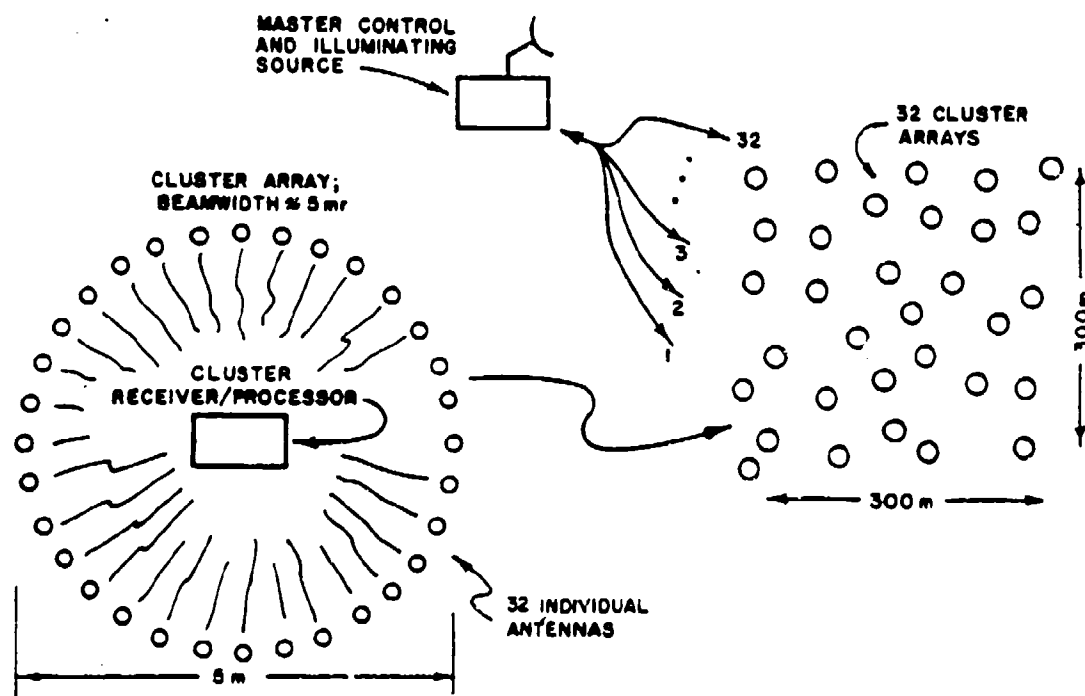 MASTER CONTROL
AND ILLUMINATING
SOURCE
32 CLUSTER
ARRAYS
32
3
2
1
CLUSTER ARRAY;
BEAMWIDTH ≈ 5 mr
CLUSTER
RECEIVER/PROCESSOR
300 m
300 m
32 INDIVIDUAL
ANTENNAS
5 m